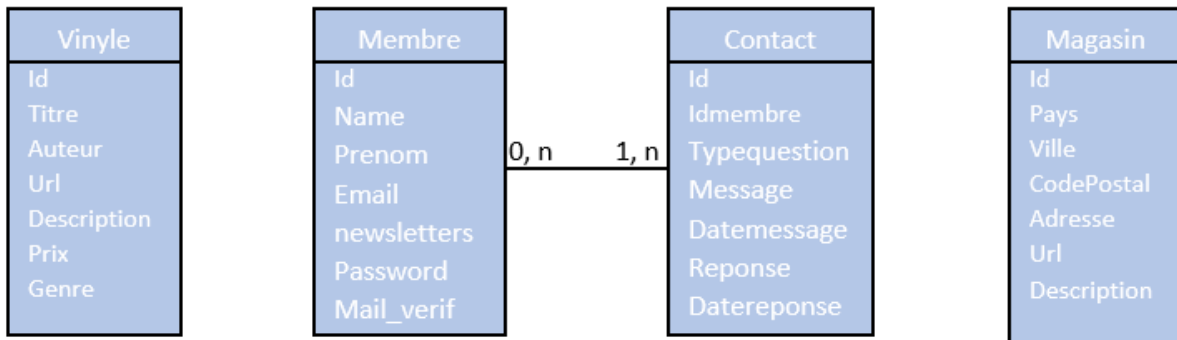 Vinyle
Id
Titre
Auteur
Url
Description
Prix
Genre
Membre
Id
Name
Prenom
Email
newsletters
Password
Mail_verif
0, n
1, n
Contact
Id
Idmembre
Typequestion
Message
Datemessage
Reponse
Datereponse
Magasin
Id
Pays
Ville
CodePostal
Adresse
Url
Description